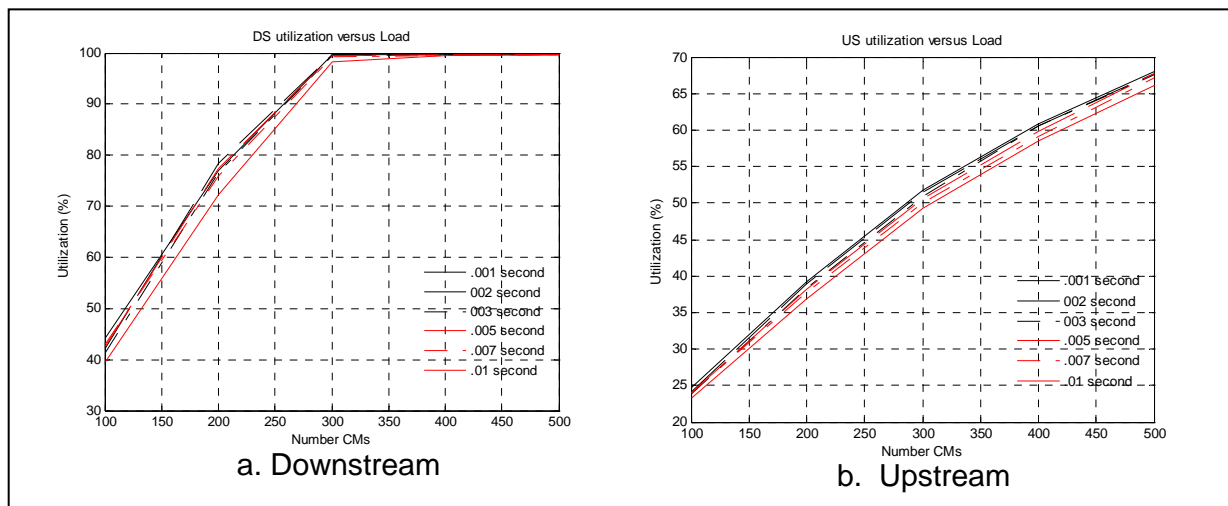 DS utilization versus Load
100
90
80
70
60
50
40
30
Utilization (%)
.001 second
002 second
003 second
.005 second
.007 second
.01 second
100 150 200 250 300 350 400 450 500
Number CMs
a. Downstream
US utilization versus Load
70
65
60
55
50
45
40
35
30
25
20
Utilization (%)
.001 second
002 second
003 second
.005 second
.007 second
.01 second
100 150 200 250 300 350 400 450 500
Number CMs
b. Upstream